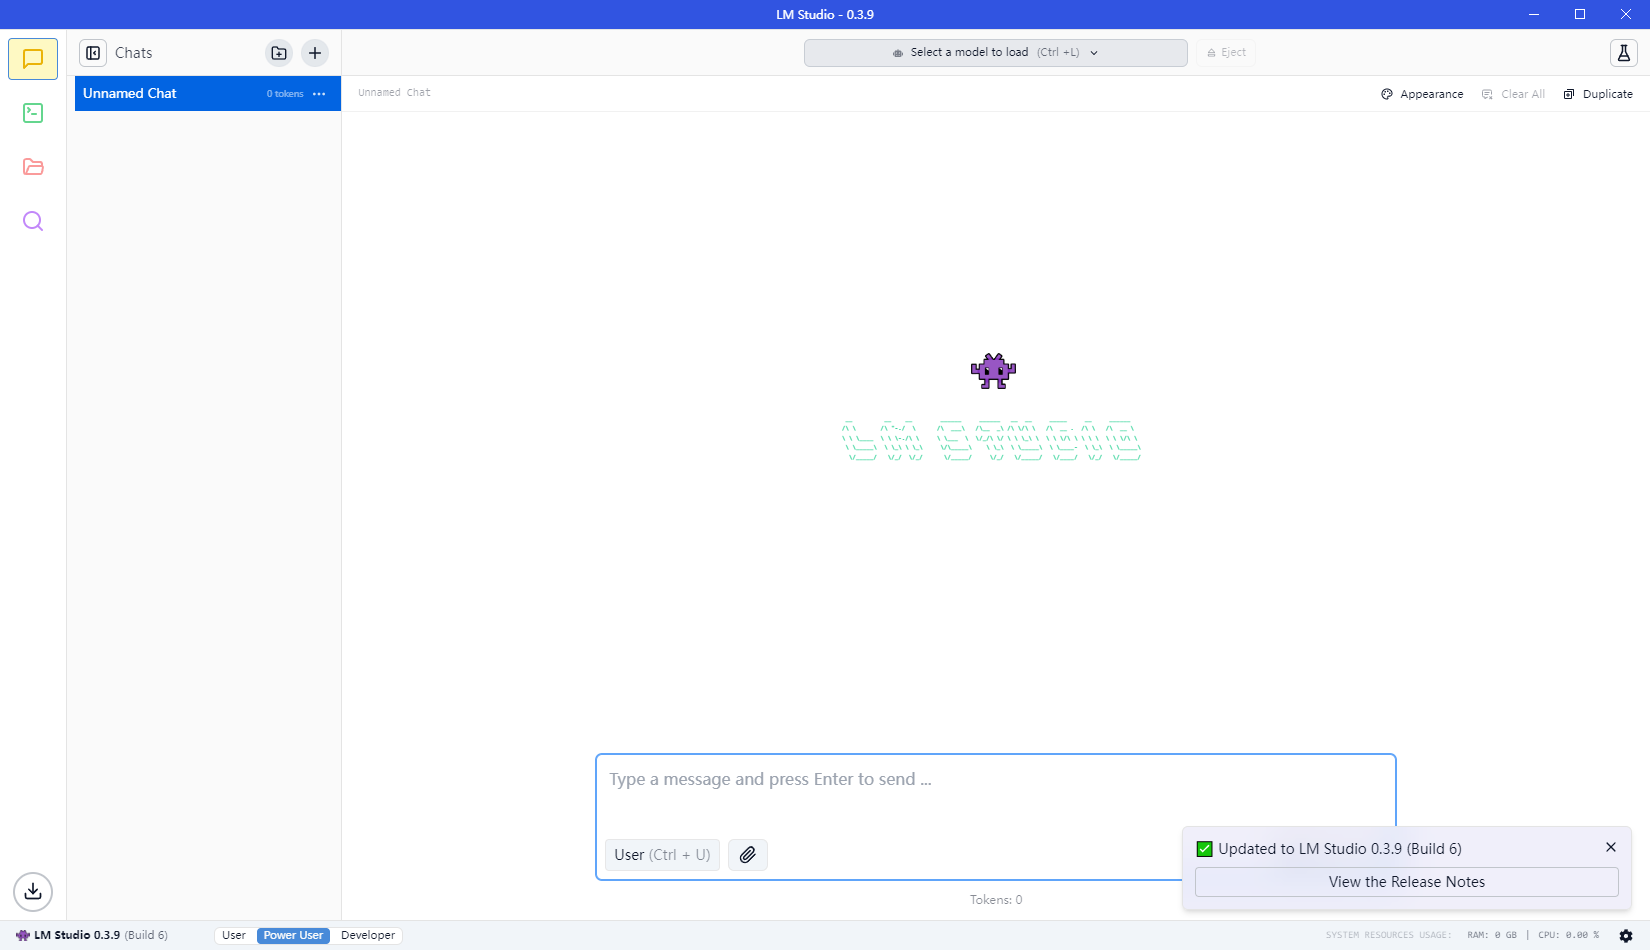 LM Studio - 0.3.9
Chats
Select a model to load (Ctrl +L)
Eject
Unnamed Chat
0 tokens
Unnamed Chat
Appearance
Clear All
Duplicate
LM STUDIO
Type a message and press Enter to send ...
User (Ctrl + U)
Tokens: 0
Updated to LM Studio 0.3.9 (Build 6)
View the Release Notes
LM Studio 0.3.9 (Build 6)
User
Power User
Developer
SYSTEM RESOURCES USAGE: RAM: 0 GB | CPU: 0.00 %